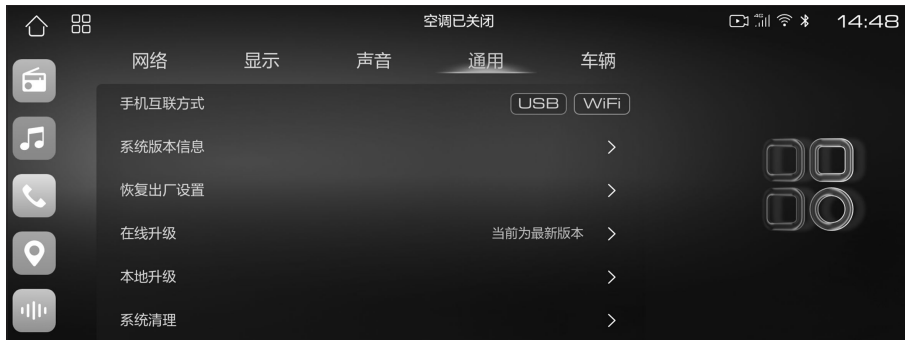 空调已关闭
4G
14:48
网络 显示 声音 通用 车辆
手机互联方式 USB WiFi
系统版本信息
恢复出厂设置
在线升级 当前为最新版本
本地升级
系统清理